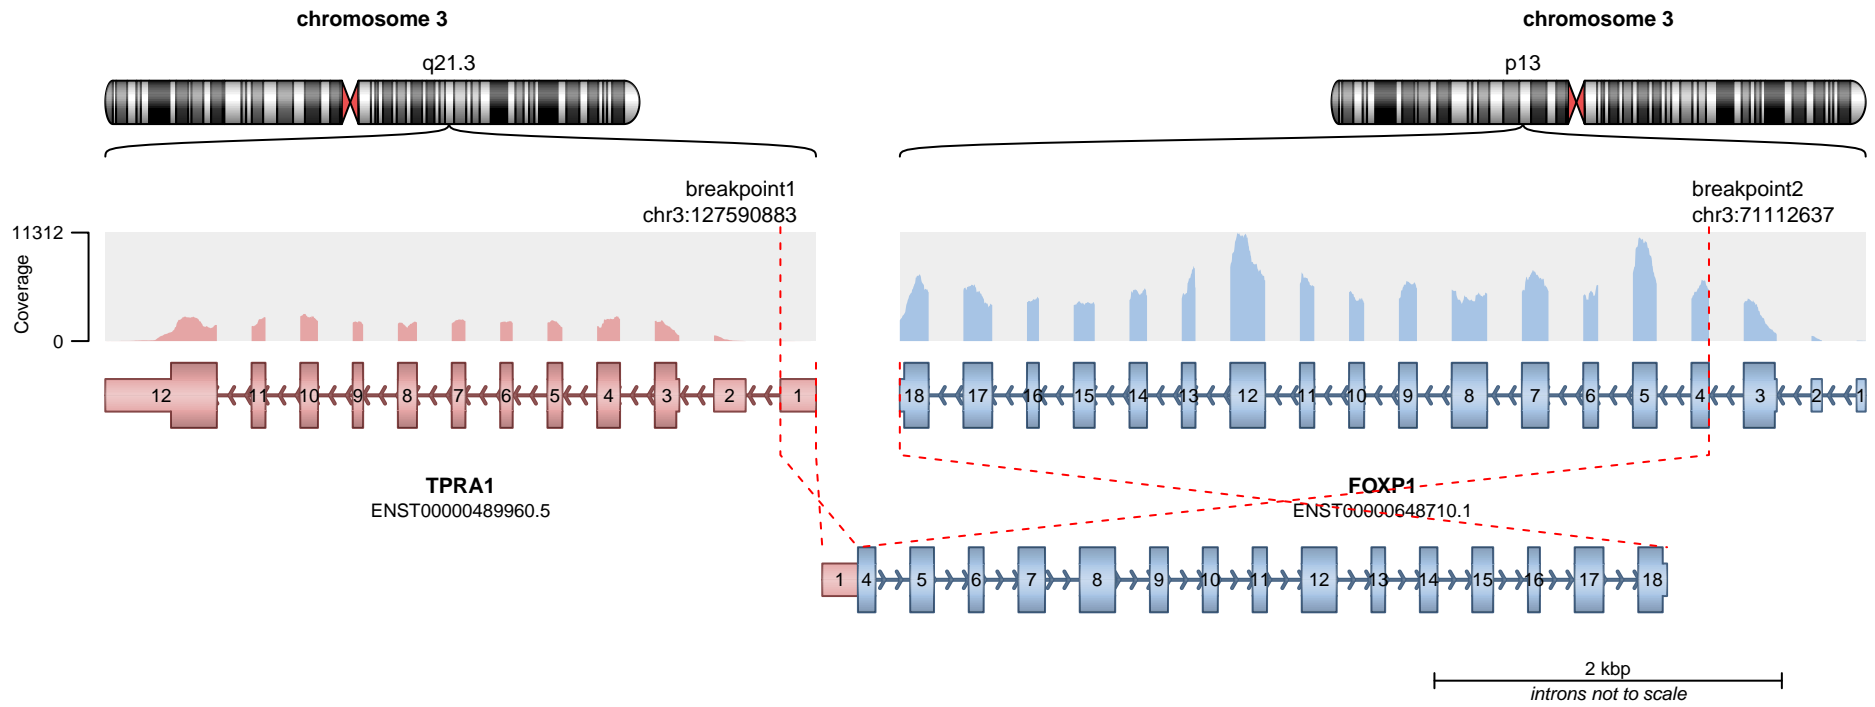 chromosome 3
chromosome 3
q21.3
p13
breakpoint1
chr3:127590883
breakpoint2
chr3:71112637
11312
Coverage
0
12 11 10 9 8 7 6 5 4 3 2 1
18 17 16 15 14 13 12 11 10 9 8 7 6 5 4 3 2 1
TPRA1
ENST00000489960.5
FOXP1
ENST00000648710.1
1 4 5 6 7 8 9 10 11 12 13 14 15 16 17 18
2 kbp
introns not to scale